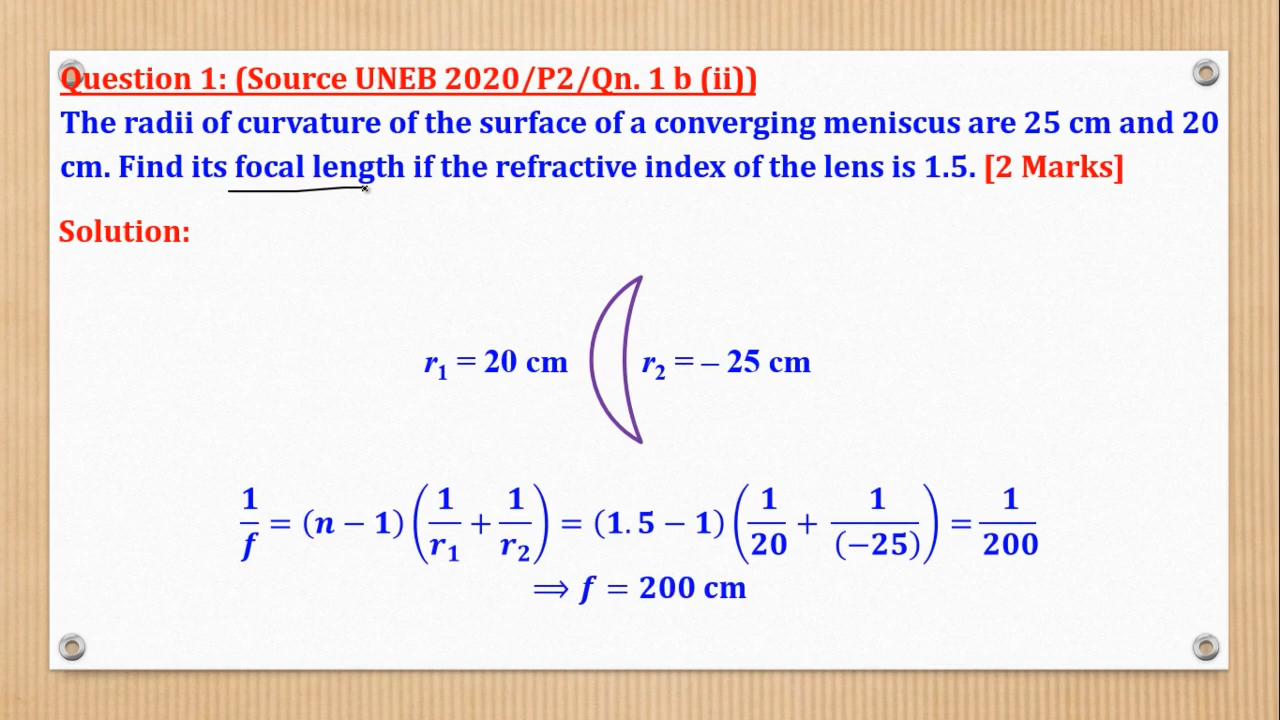 Question 1: (Source UNEB 2020/P2/Qn. 1 b (ii))
The radii of curvature of the surface of a converging meniscus are 25 cm and 20
cm. Find its focal length if the refractive index of the lens is 1.5. [2 Marks]
Solution:
r₁ = 20 cm r₂ = – 25 cm
1/f = (n − 1)(1/r₁ + 1/r₂) = (1.5 − 1)(1/20 + 1/(−25)) = 1/200
⟹ f = 200 cm